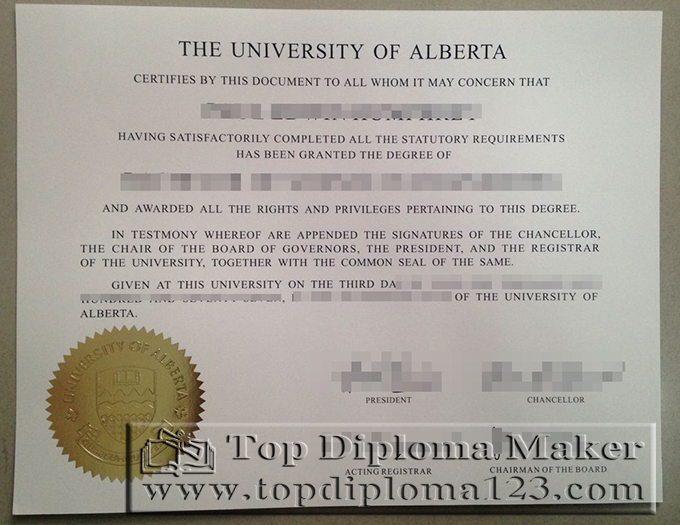 THE UNIVERSITY OF ALBERTA
CERTIFIES BY THIS DOCUMENT TO ALL WHOM IT MAY CONCERN THAT
HAVING SATISFACTORILY COMPLETED ALL THE STATUTORY REQUIREMENTS
HAS BEEN GRANTED THE DEGREE OF
AND AWARDED ALL THE RIGHTS AND PRIVILEGES PERTAINING TO THIS DEGREE.
IN TESTMONY WHEREOF ARE APPENDED THE SIGNATURES OF THE CHANCELLOR,
THE CHAIR OF THE BOARD OF GOVERNORS, THE PRESIDENT, AND THE REGISTRAR
OF THE UNIVERSITY, TOGETHER WITH THE COMMON SEAL OF THE SAME.
GIVEN AT THIS UNIVERSITY ON THE THIRD
OF THE UNIVERSITY OF
ALBERTA.
UNIVERSITY OF ALBERTA
PRESIDENT
CHANCELLOR
ACTING REGISTRAR
CHAIRMAN OF THE BOARD
Top Diploma Maker
www.topdiploma123.com